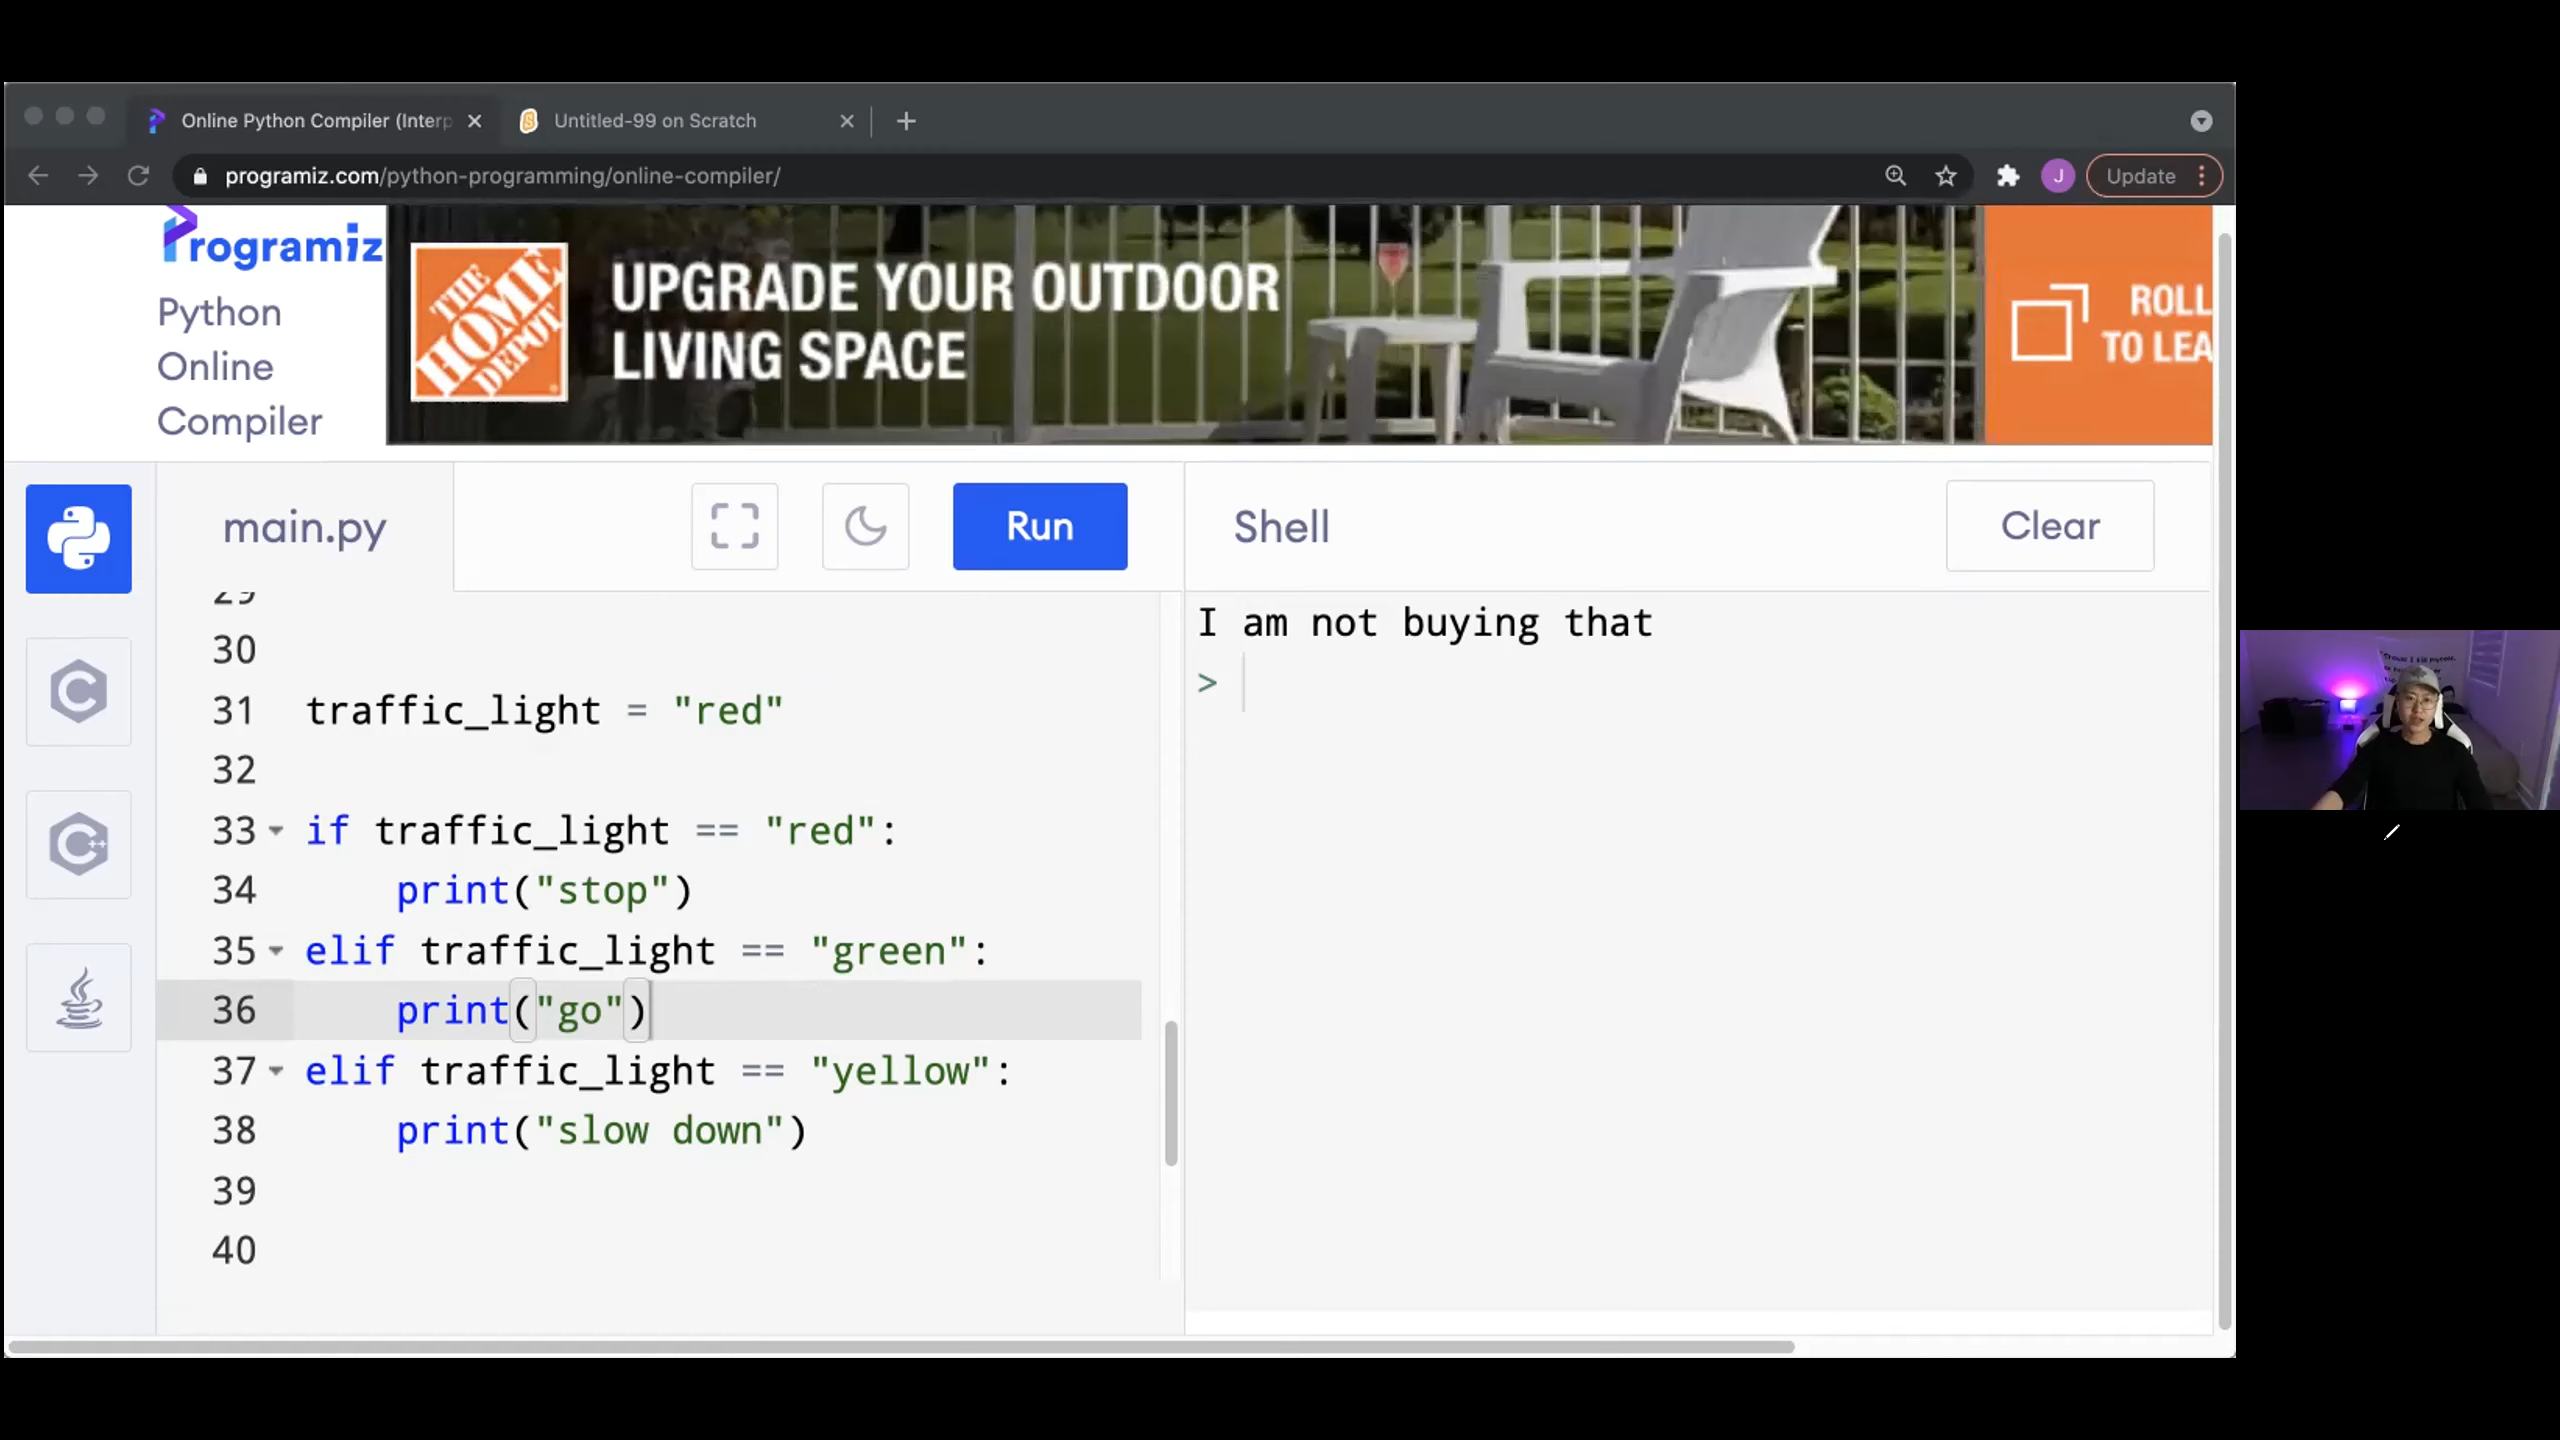 Online Python Compiler (Interp
Untitled-99 on Scratch
programiz.com/python-programming/online-compiler/
J
Update
Programiz
Python
Online
Compiler
THE
HOME
DEPOT
UPGRADE YOUR OUTDOOR
LIVING SPACE
ROLL
TO LEA
main.py
Run
Shell
Clear
29
30
31 traffic_light = "red"
32
33 if traffic_light == "red":
34 print("stop")
35 elif traffic_light == "green":
36 print("go")
37 elif traffic_light == "yellow":
38 print("slow down")
39
40
I am not buying that
>
C
C++